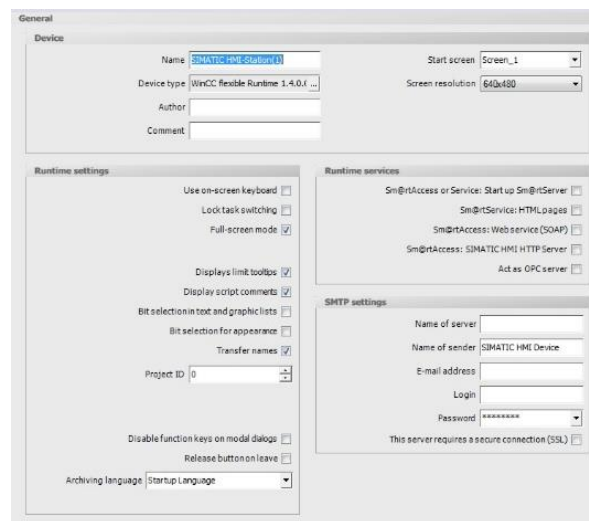 General
Device
Name SIMATIC HMI-Station(1)
Start screen Screen_1
Device type WinCC flexible Runtime 1.4.0.( ...
Screen resolution 640x480
Author
Comment
Runtime settings
Use on-screen keyboard
Lock task switching
Full-screen mode
Displays limit tooltips
Display script comments
Bit selection in text and graphic lists
Bit selection for appearance
Transfer names
Project ID 0
Disable function keys on modal dialogs
Release button on leave
Archiving language Startup Language
Runtime services
Sm@rtAccess or Service: Start up Sm@rtServer
Sm@rtService: HTML pages
Sm@rtAccess: Web service (SOAP)
Sm@rtAccess: SIMATIC HMI HTTP Server
Act as OPC server
SMTP settings
Name of server
Name of sender SIMATIC HMI Device
E-mail address
Login
Password ********
This server requires a secure connection (SSL)